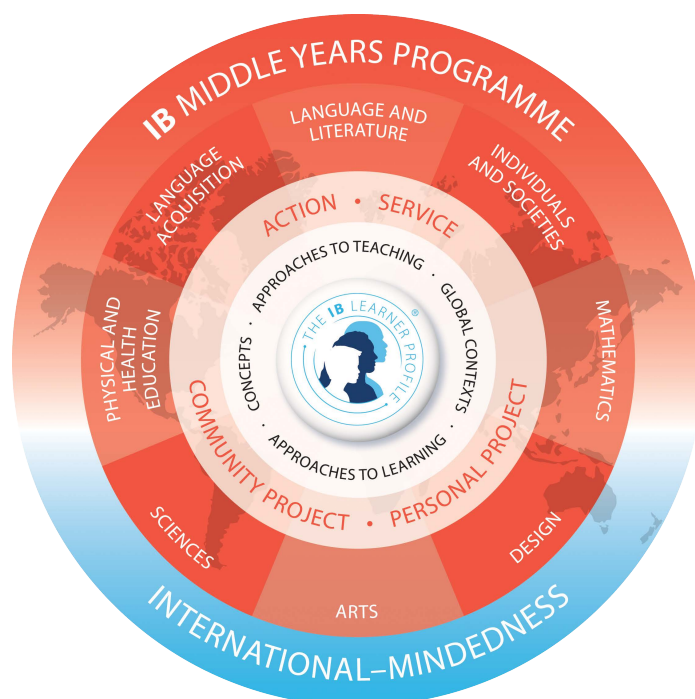 IB MIDDLE YEARS PROGRAMME
LANGUAGE AND
LITERATURE
INDIVIDUALS
AND SOCIETIES
MATHEMATICS
DESIGN
ARTS
SCIENCES
PHYSICAL AND
HEALTH
EDUCATION
LANGUAGE
ACQUISITION
ACTION • SERVICE
PERSONAL PROJECT
•
COMMUNITY PROJECT
APPROACHES TO TEACHING
·
GLOBAL CONTEXTS
·
APPROACHES TO LEARNING
·
CONCEPTS
·
• THE IB LEARNER PROFILE •
®
INTERNATIONAL–MINDEDNESS